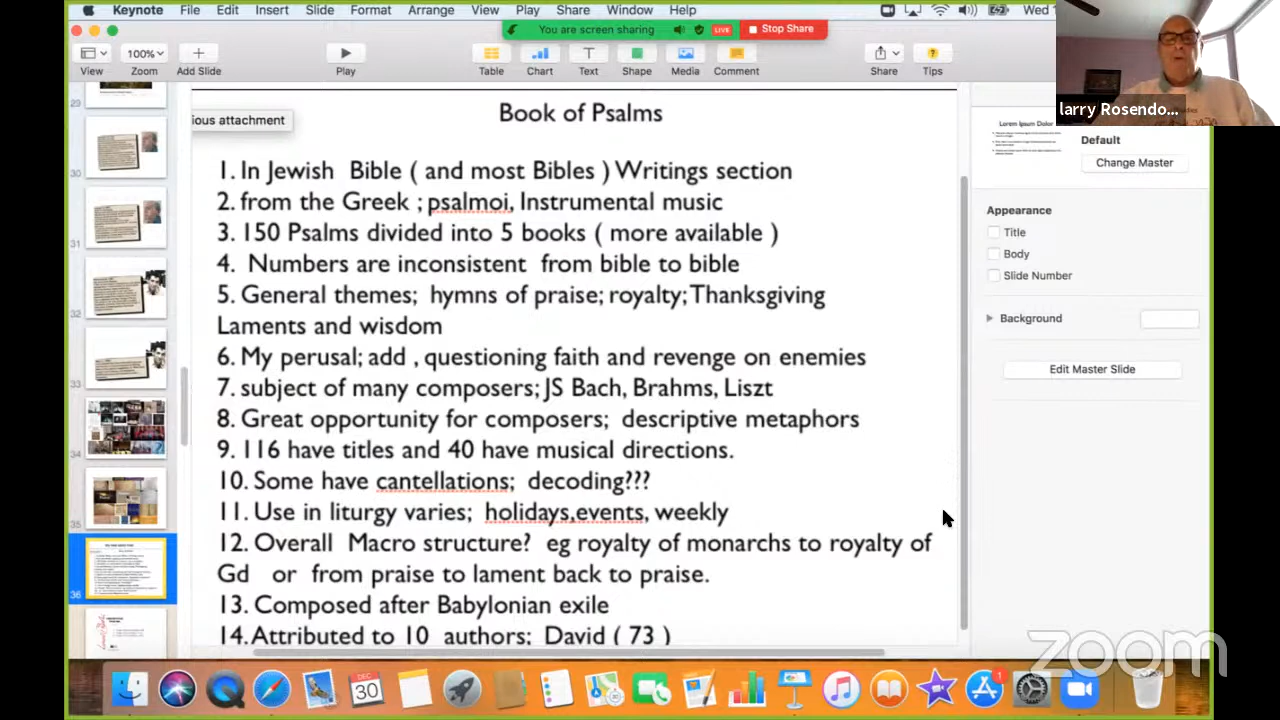 Keynote File Edit Insert Slide Format Arrange View Play Share Window Help Wed
You are screen sharing LIVE Stop Share
View Zoom Add Slide Play Table Chart Text Shape Media Comment Share Tips
100%
larry Rosendo...
ious attachment
Book of Psalms
1. In Jewish Bible ( and most Bibles ) Writings section
2. from the Greek ; psalmoi, Instrumental music
3. 150 Psalms divided into 5 books ( more available )
4. Numbers are inconsistent from bible to bible
5. General themes; hymns of praise; royalty; Thanksgiving
Laments and wisdom
6. My perusal; add , questioning faith and revenge on enemies
7. subject of many composers; JS Bach, Brahms, Liszt
8. Great opportunity for composers; descriptive metaphors
9. 116 have titles and 40 have musical directions.
10. Some have cantellations; decoding???
11. Use in liturgy varies; holidays,events, weekly
12. Overall Macro structure? eg royalty of monarchs to royalty of
Gd or from praise to lament back to praise.
13. Composed after Babylonian exile
14. Attributed to 10 authors; David ( 73 )
29
30
31
32
33
34
35
36
Lorem Ipsum Dolor
Default
Change Master
Appearance
Title
Body
Slide Number
Background
Edit Master Slide
DEC
30
1
zoom